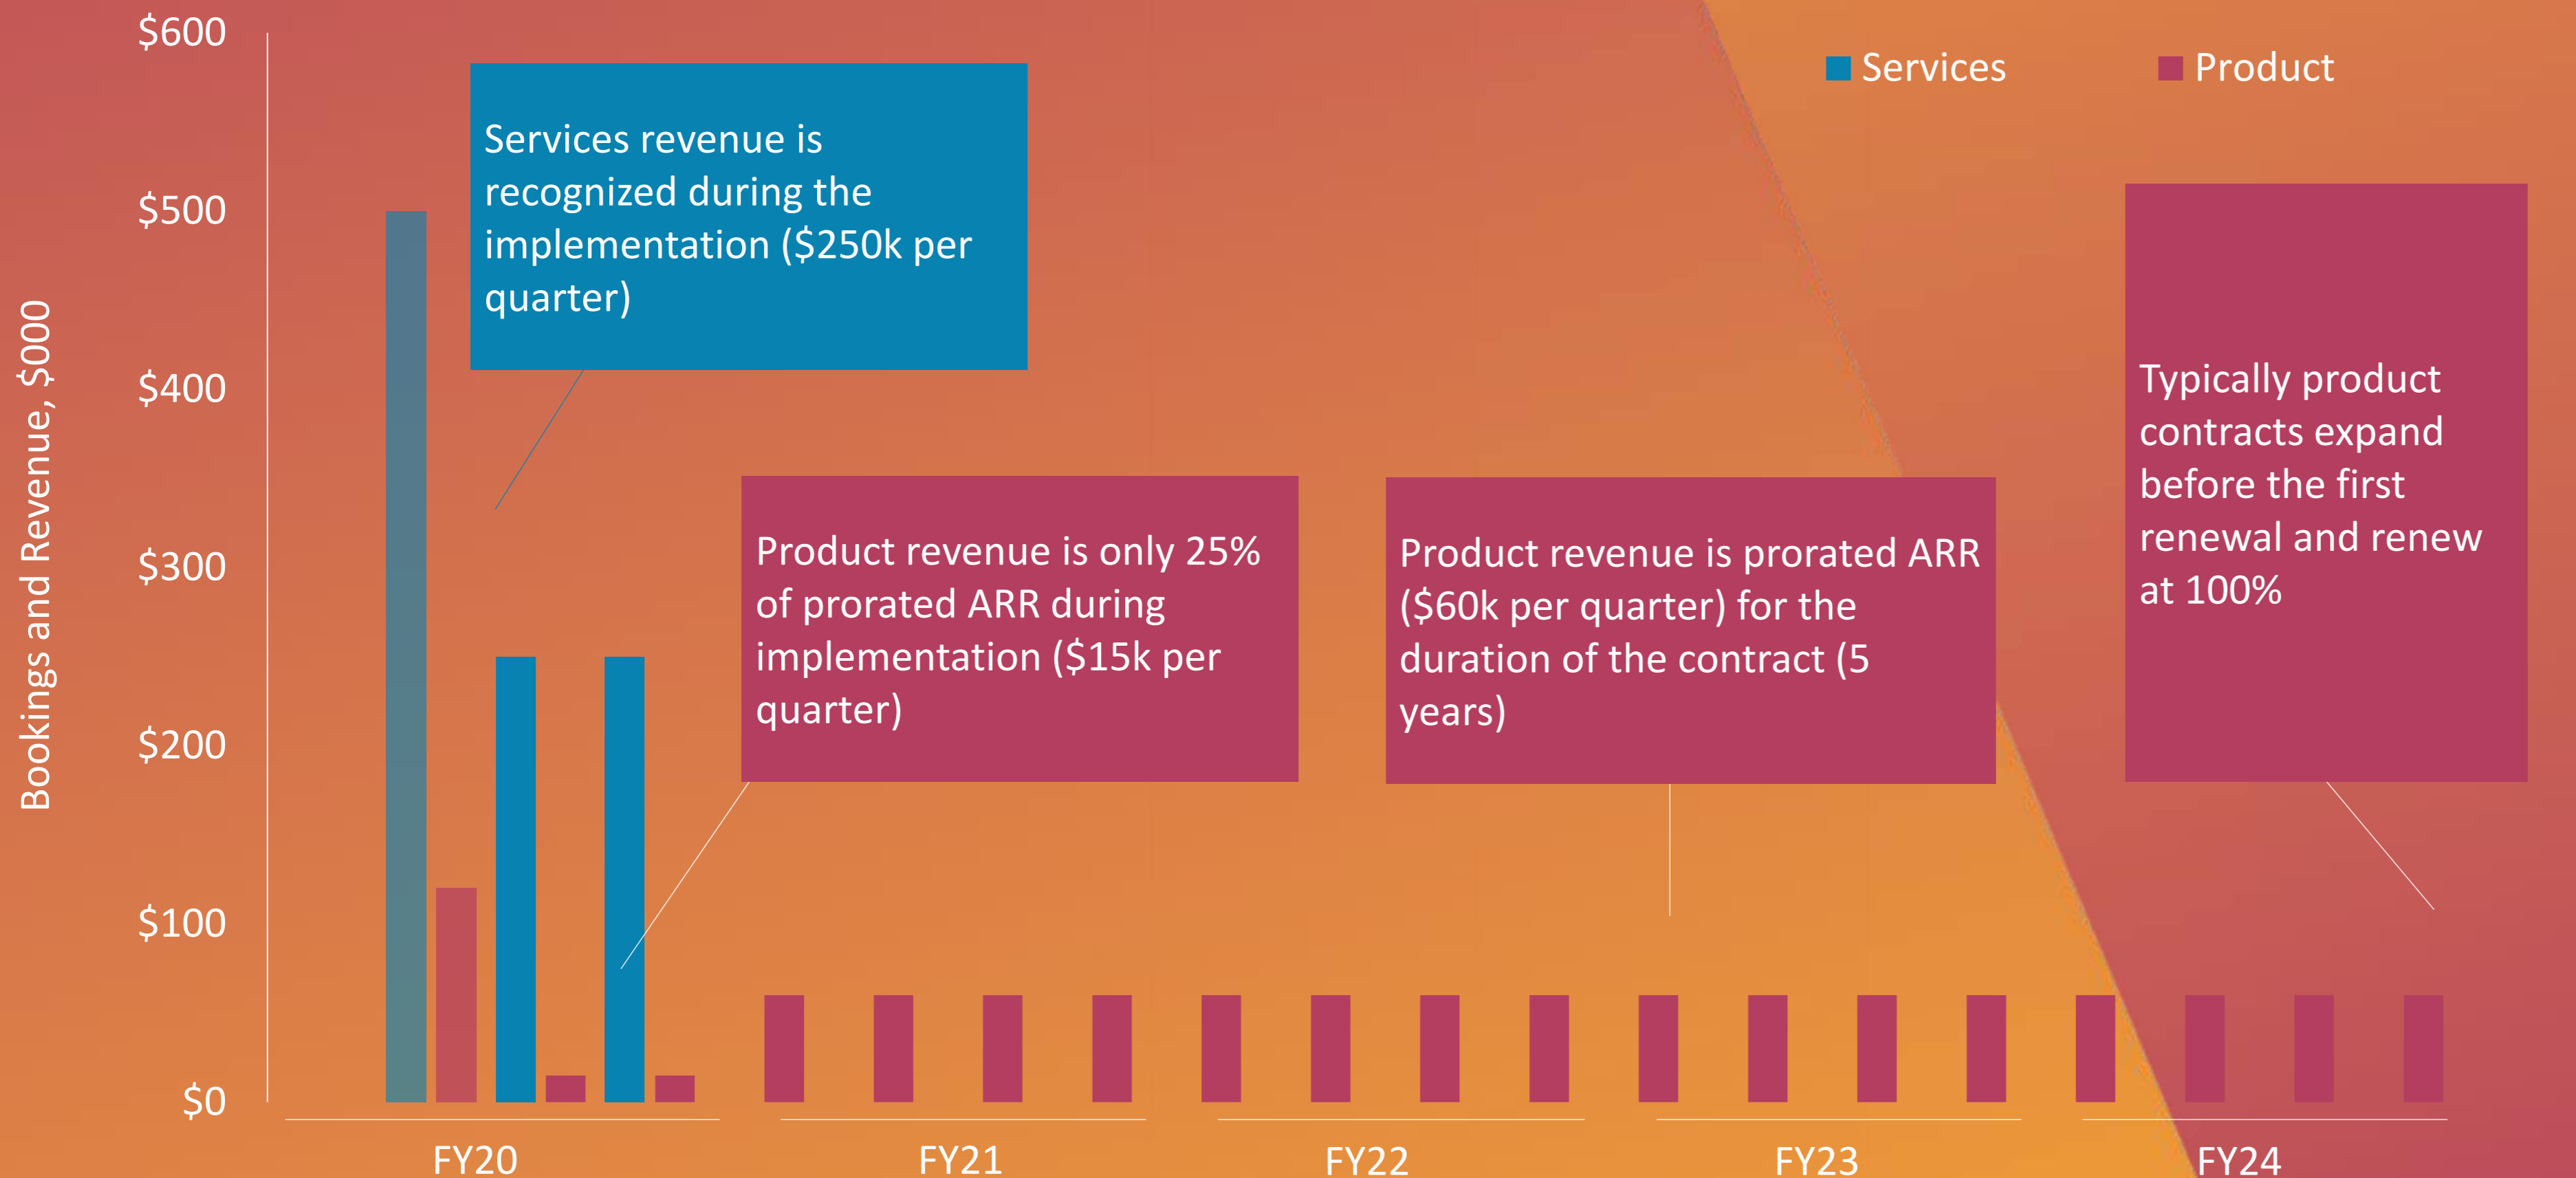 Bookings and Revenue, $000
$600
$500
$400
$300
$200
$100
$0
Services
Product
Services revenue is
recognized during the
implementation ($250k per
quarter)
Product revenue is only 25%
of prorated ARR during
implementation ($15k per
quarter)
Product revenue is prorated ARR
($60k per quarter) for the
duration of the contract (5
years)
Typically product
contracts expand
before the first
renewal and renew
at 100%
FY20
FY21
FY22
FY23
FY24